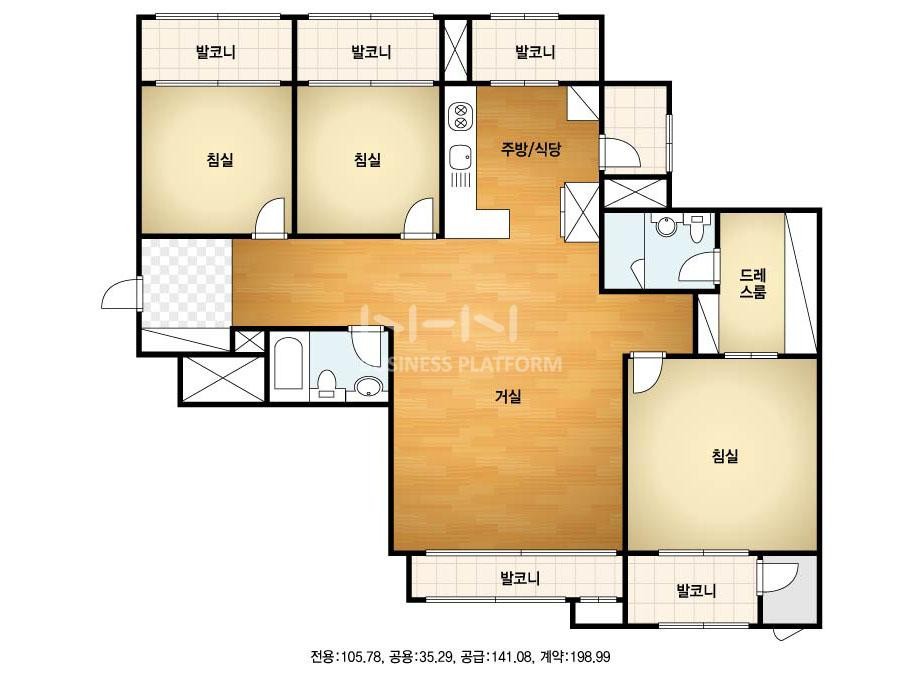 발코니
발코니
발코니
침실
침실
주방/식당
드레
스룸
NHN
BUSINESS PLATFORM
거실
침실
발코니
발코니
전용:105.78, 공용:35.29, 공급:141.08, 계약:198.99